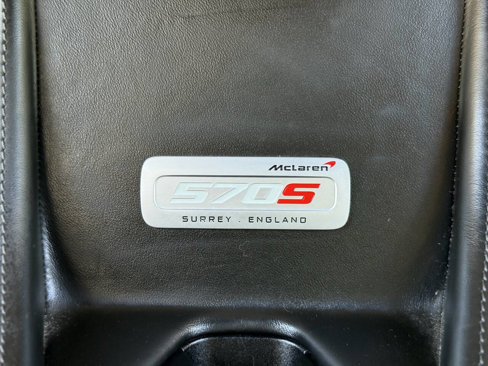 McLaren
570S
SURREY . ENGLAND